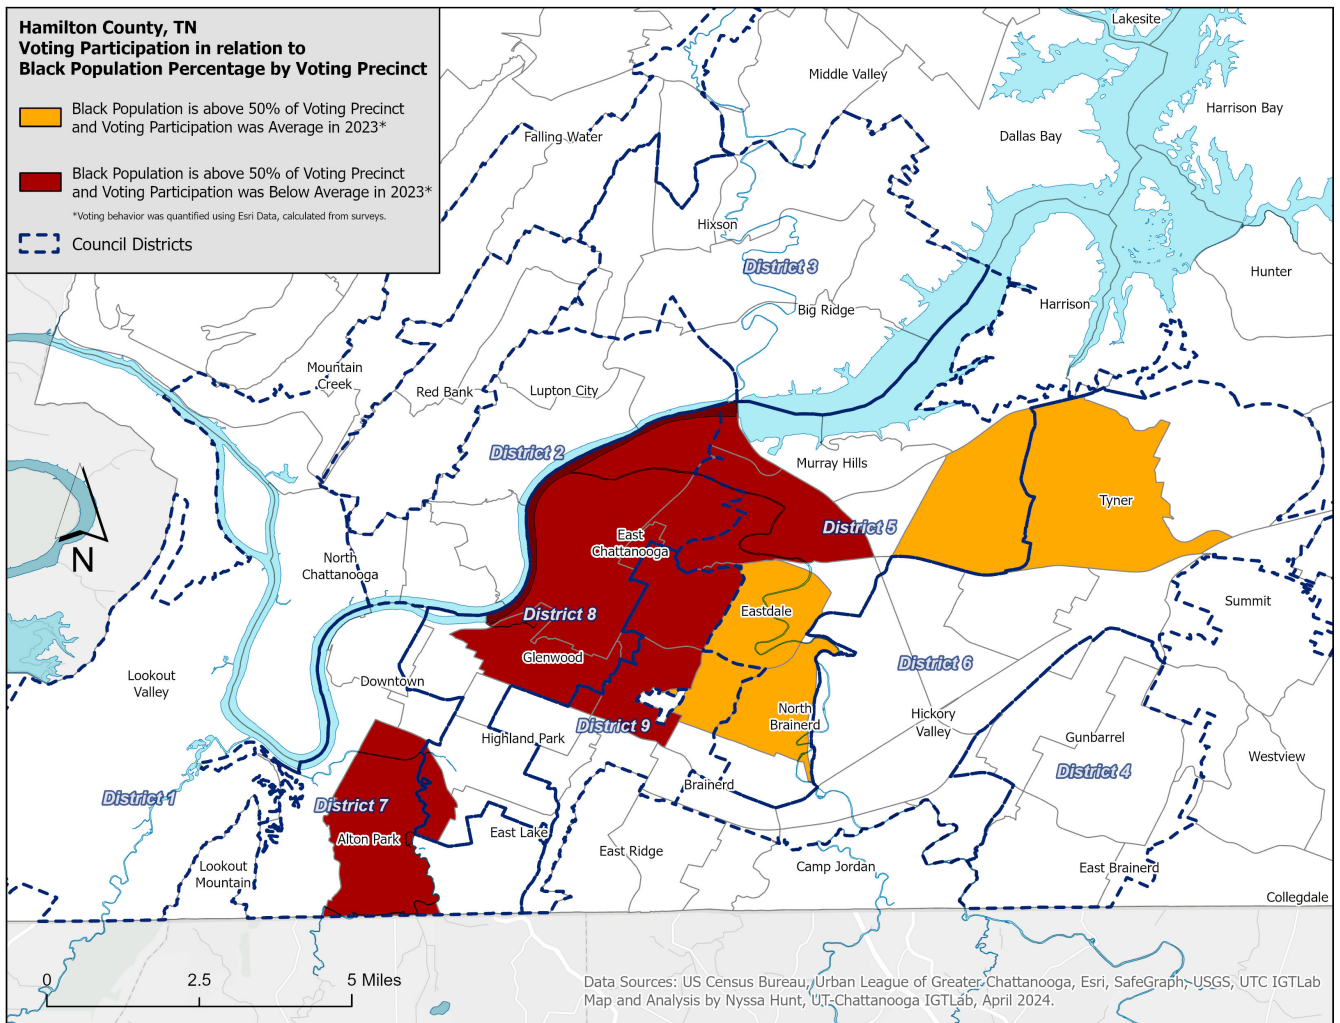 Hamilton County, TN
Voting Participation in relation to
Black Population Percentage by Voting Precinct
Black Population is above 50% of Voting Precinct
and Voting Participation was Average in 2023*
Black Population is above 50% of Voting Precinct
and Voting Participation was Below Average in 2023*
*Voting behavior was quantified using Esri Data, calculated from surveys.
Council Districts
Lakesite
Middle Valley
Harrison Bay
Falling Water
Dallas Bay
Hixson
District 3
Hunter
Harrison
Big Ridge
Mountain
Creek
Red Bank
Lupton City
District 2
Murray Hills
Tyner
District 5
East
Chattanooga
N
North
Chattanooga
Eastdale
Summit
District 8
Glenwood
District 6
Lookout
Valley
Downtown
North
Brainerd
Hickory
Valley
District 9
Highland Park
Gunbarrel
Westview
District 4
Brainerd
District 1
District 7
Alton Park
East Lake
East Ridge
Camp Jordan
East Brainerd
Lookout
Mountain
Collegdale
0
2.5
5 Miles
Data Sources: US Census Bureau, Urban League of Greater Chattanooga, Esri, SafeGraph, USGS, UTC IGTLab
Map and Analysis by Nyssa Hunt, UT-Chattanooga IGTLab, April 2024.